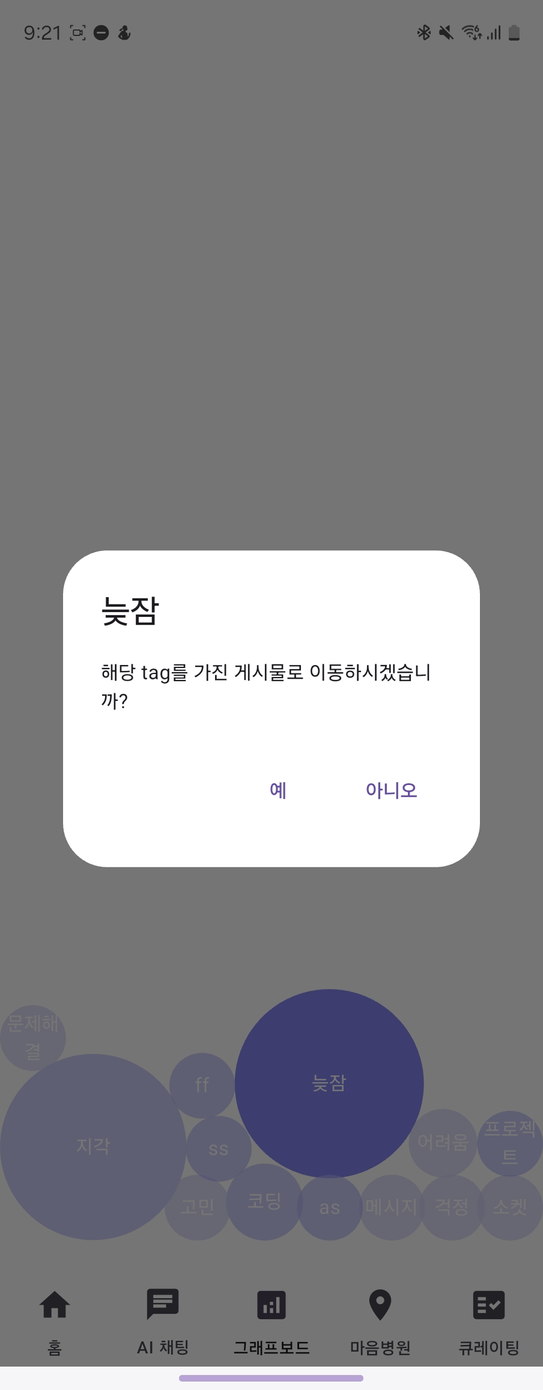 9:21
늦잠
해당 tag를 가진 게시물로 이동하시겠습니
까?
예 아니오
문제해
결
지각
ff
늦잠
ss
어려움
프로젝
트
고민
코딩
as
메시지
걱정
소켓
홈 AI 채팅 그래프보드 마음병원 큐레이팅